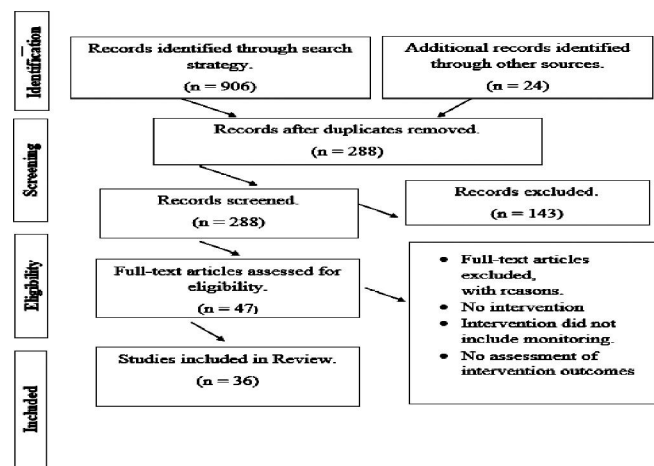 Identification
Records identified through search
strategy.
(n = 906)
Additional records identified
through other sources.
(n = 24)
Screening
Records after duplicates removed.
(n = 288)
Records screened.
(n = 288)
Records excluded.
(n = 143)
Eligibility
Full-text articles assessed for
eligibility.
(n = 47)
• Full-text articles
excluded,
with reasons.
• No intervention
• Intervention did not
include monitoring.
• No assessment of
intervention outcomes
Included
Studies included in Review.
(n = 36)